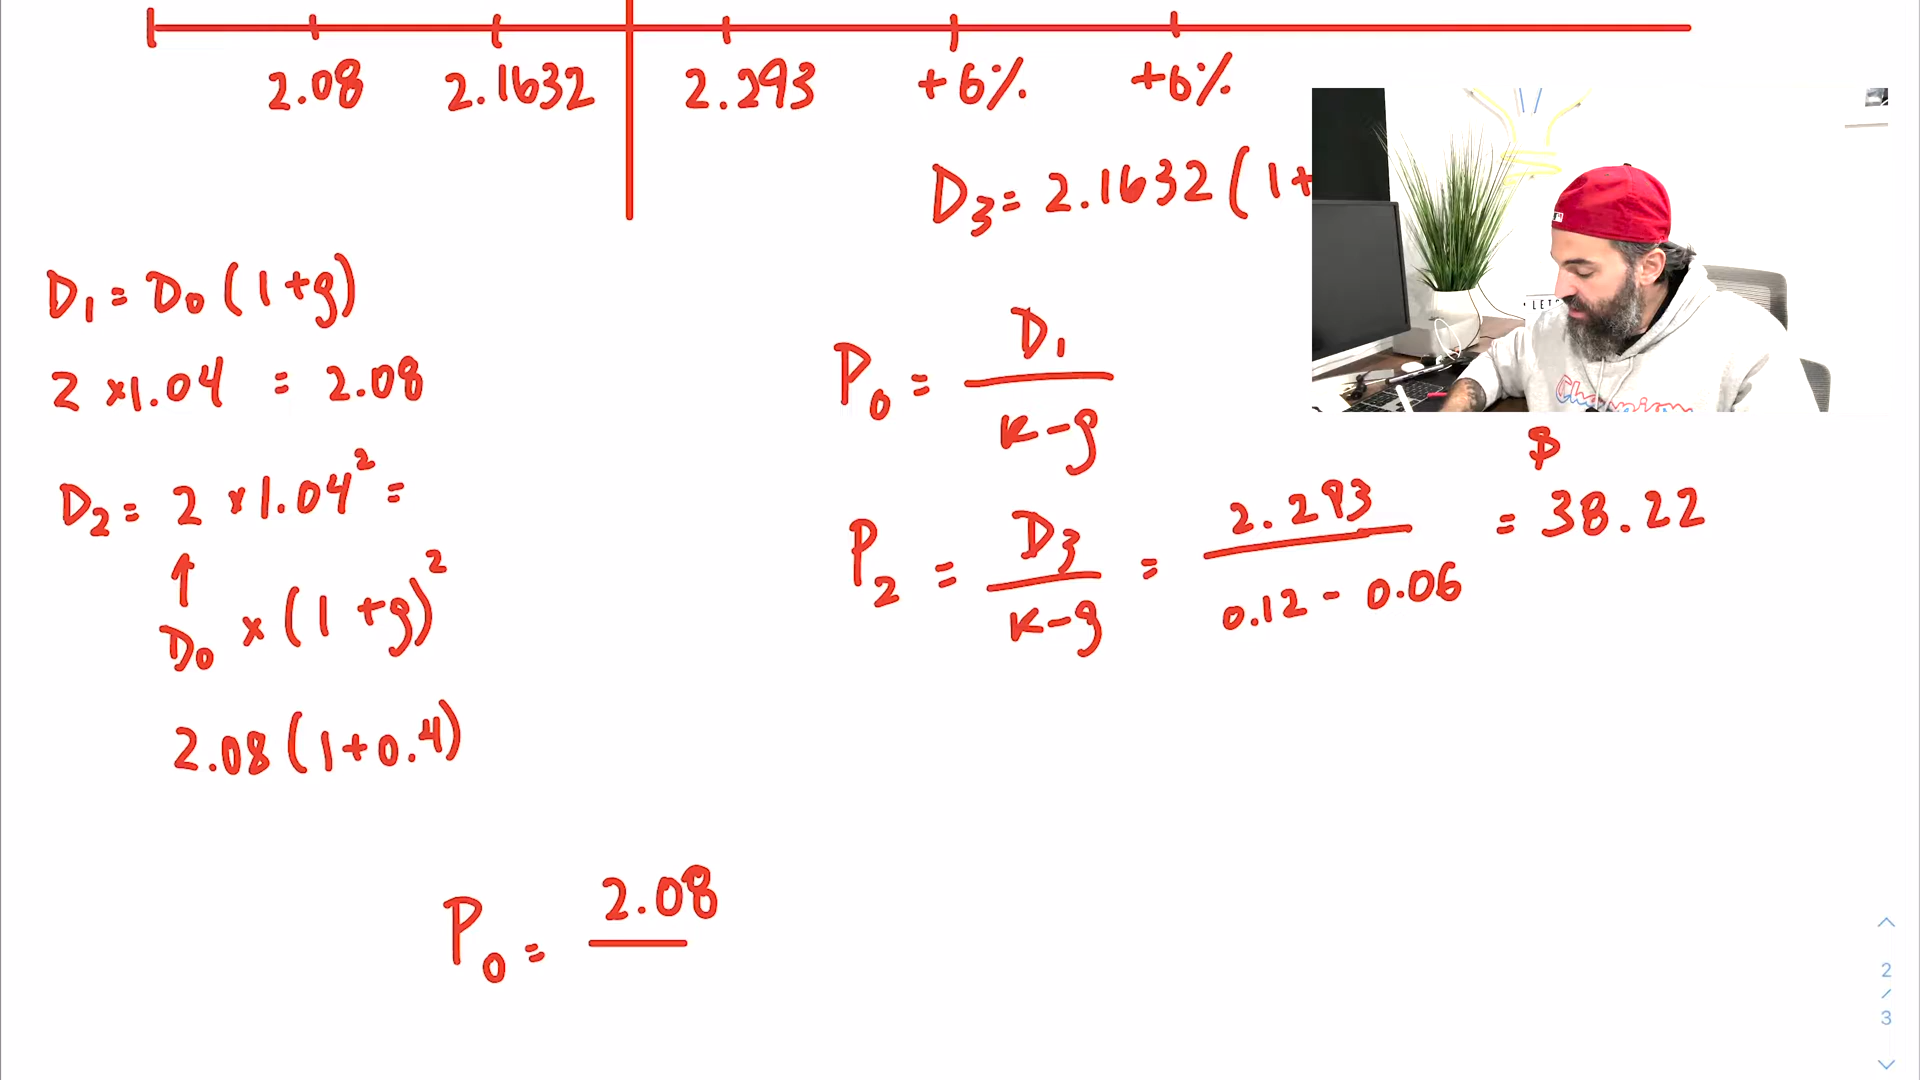 2.08 2.1632 2.293 +6% +6%
D3= 2.1632(1+
D1 = D0 (1+g)
2 ×1.04 = 2.08
P0 = D1
K-g
LETS
$
D2 = 2 ×1.04² =
P2 = D3 = 2.293 = 38.22
K-g 0.12 - 0.06
D0 × (1+g)²
2.08(1+0.4)
P0 = 2.08
2
/
3